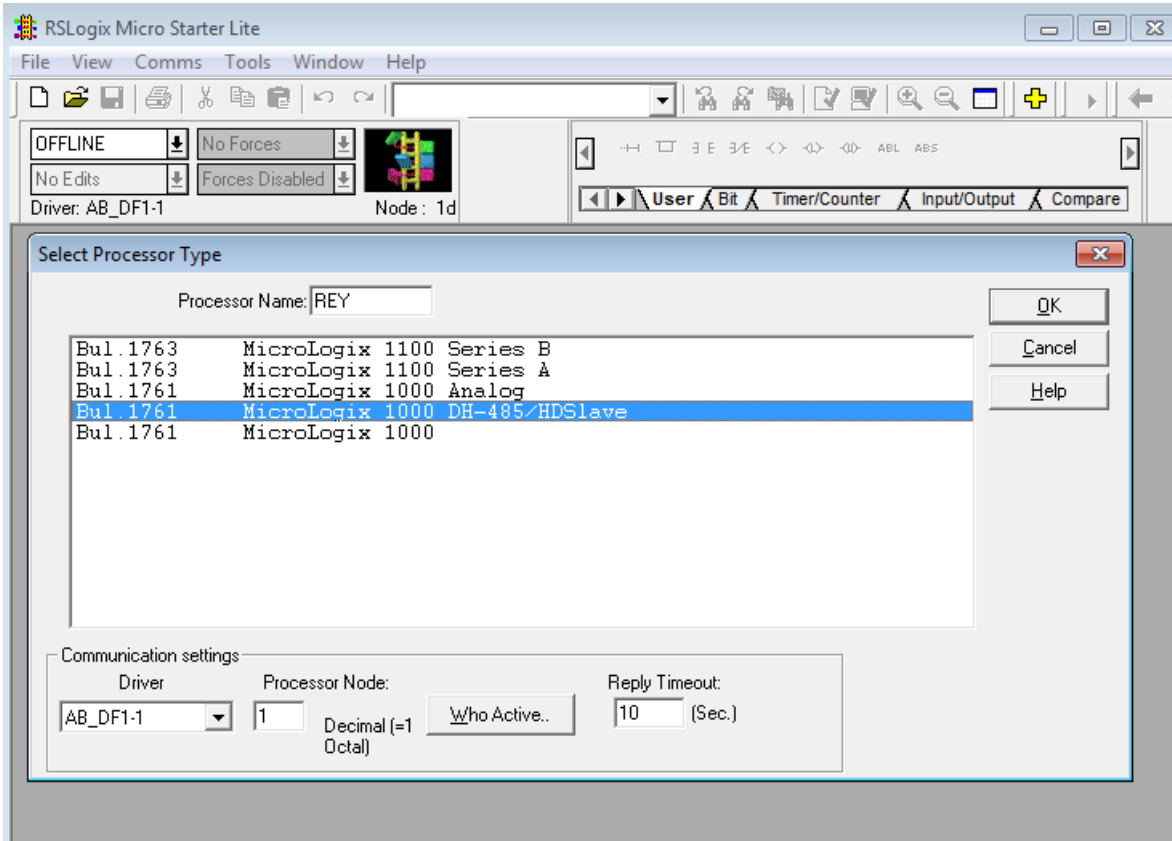 RSLogix Micro Starter Lite
File View Comms Tools Window Help
OFFLINE No Forces
No Edits Forces Disabled
Driver: AB_DF1-1 Node : 1d
ABL ABS
User Bit Timer/Counter Input/Output Compare
Select Processor Type
Processor Name: REY
OK
Cancel
Help
Bul.1763 MicroLogix 1100 Series B
Bul.1763 MicroLogix 1100 Series A
Bul.1761 MicroLogix 1000 Analog
Bul.1761 MicroLogix 1000 DH-485/HDSlave
Bul.1761 MicroLogix 1000
Communication settings
Driver Processor Node: Reply Timeout:
AB_DF1-1 1 Decimal (=1 Who Active.. 10 (Sec.)
Octal)